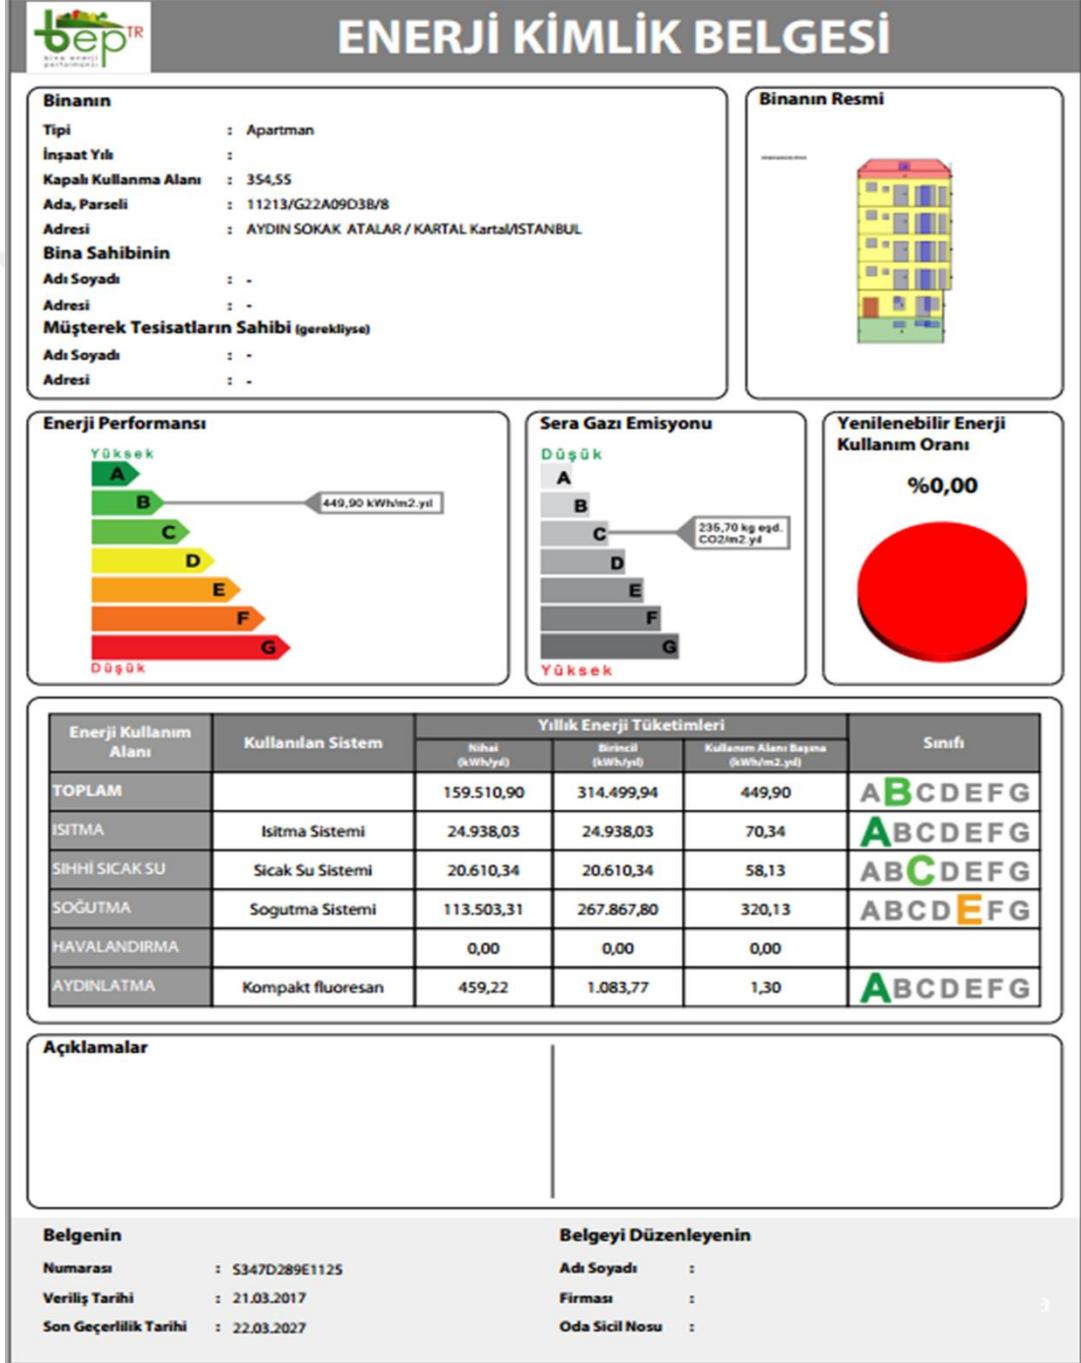 bepTR
bina enerji
performansı
ENERJİ KİMLİK BELGESİ
Binanın
Tipi : Apartman
İnşaat Yılı :
Kapalı Kullanma Alanı : 354,55
Ada, Parseli : 11213/G22A09D3B/8
Adresi : AYDIN SOKAK ATALAR / KARTAL Kartal/ISTANBUL
Bina Sahibinin
Adı Soyadı : -
Adresi : -
Müşterek Tesisatların Sahibi (gerekliyse)
Adı Soyadı : -
Adresi : -
Binanın Resmi
Enerji Performansı
Yüksek
A
B 449,90 kWh/m2.yıl
C
D
E
F
G
Düşük
Sera Gazı Emisyonu
Düşük
A
B
C 235,70 kg eşd.
CO2/m2.yıl
D
E
F
G
Yüksek
Yenilenebilir Enerji
Kullanım Oranı
%0,00
Enerji Kullanım Alanı Kullanılan Sistem Yıllık Enerji Tüketimleri Sınıfı
Nihai (kWh/yıl) Birincil (kWh/yıl) Kullanım Alanı Başına (kWh/m2.yıl)
TOPLAM 159.510,90 314.499,94 449,90 ABCDEFG
ISITMA Isitma Sistemi 24.938,03 24.938,03 70,34 ABCDEFG
SIHHİ SICAK SU Sicak Su Sistemi 20.610,34 20.610,34 58,13 ABCDEFG
SOĞUTMA Sogutma Sistemi 113.503,31 267.867,80 320,13 ABCDEFG
HAVALANDIRMA 0,00 0,00 0,00
AYDINLATMA Kompakt fluoresan 459,22 1.083,77 1,30 ABCDEFG
Açıklamalar
Belgenin
Numarası : S347D289E1125
Veriliş Tarihi : 21.03.2017
Son Geçerlilik Tarihi : 22.03.2027
Belgeyi Düzenleyenin
Adı Soyadı :
Firması :
Oda Sicil Nosu :
3